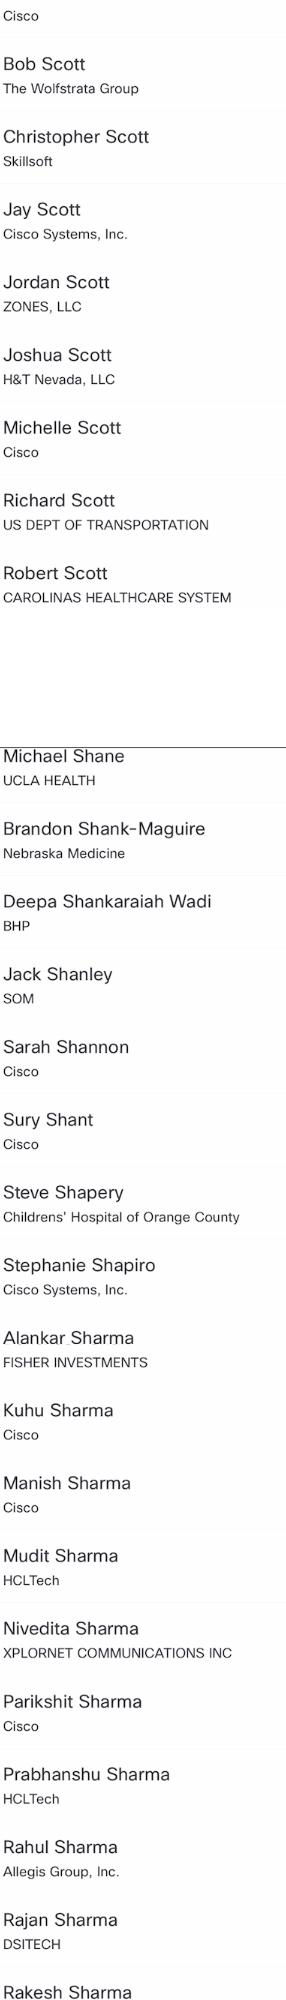 Cisco
Bob Scott
The Wolfstrata Group
Christopher Scott
Skillsoft
Jay Scott
Cisco Systems, Inc.
Jordan Scott
ZONES, LLC
Joshua Scott
H&T Nevada, LLC
Michelle Scott
Cisco
Richard Scott
US DEPT OF TRANSPORTATION
Robert Scott
CAROLINAS HEALTHCARE SYSTEM
Michael Shane
UCLA HEALTH
Brandon Shank-Maguire
Nebraska Medicine
Deepa Shankaraiah Wadi
BHP
Jack Shanley
SOM
Sarah Shannon
Cisco
Sury Shant
Cisco
Steve Shapery
Childrens' Hospital of Orange County
Stephanie Shapiro
Cisco Systems, Inc.
Alankar Sharma
FISHER INVESTMENTS
Kuhu Sharma
Cisco
Manish Sharma
Cisco
Mudit Sharma
HCLTech
Nivedita Sharma
XPLORNET COMMUNICATIONS INC
Parikshit Sharma
Cisco
Prabhanshu Sharma
HCLTech
Rahul Sharma
Allegis Group, Inc.
Rajan Sharma
DSITECH
Rakesh Sharma